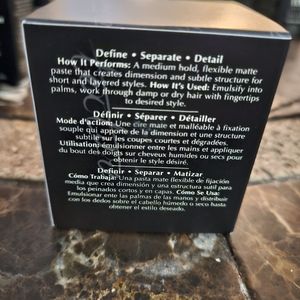 Define • Separate • Detail
How It Performs: A medium hold, flexible matte
paste that creates dimension and subtle structure for
short and layered styles. How It's Used: Emulsify into
palms, work through damp or dry hair with fingertips
to desired style.
Définir • Séparer • Détailler
Mode d'action: Une cire mate et malléable à fixation
souple qui apporte de la dimension et une structure
subtile sur les coupes courtes et dégradées.
Utilisation: émulsionner entre les mains et appliquer
du bout des doigts sur cheveux humides ou secs pour
obtenir le style désiré.
Definir • Separar • Matizar
Cómo Trabaja: Una pasta mate flexible de fijación
media que crea dimensión y una estructura sutil para
los peinados cortos y en capas. Cómo Se Usa:
Emulsionar entre las palmas de las manos y distribuir
con los dedos sobre el cabello húmedo o seco hasta
obtener el estilo deseado.